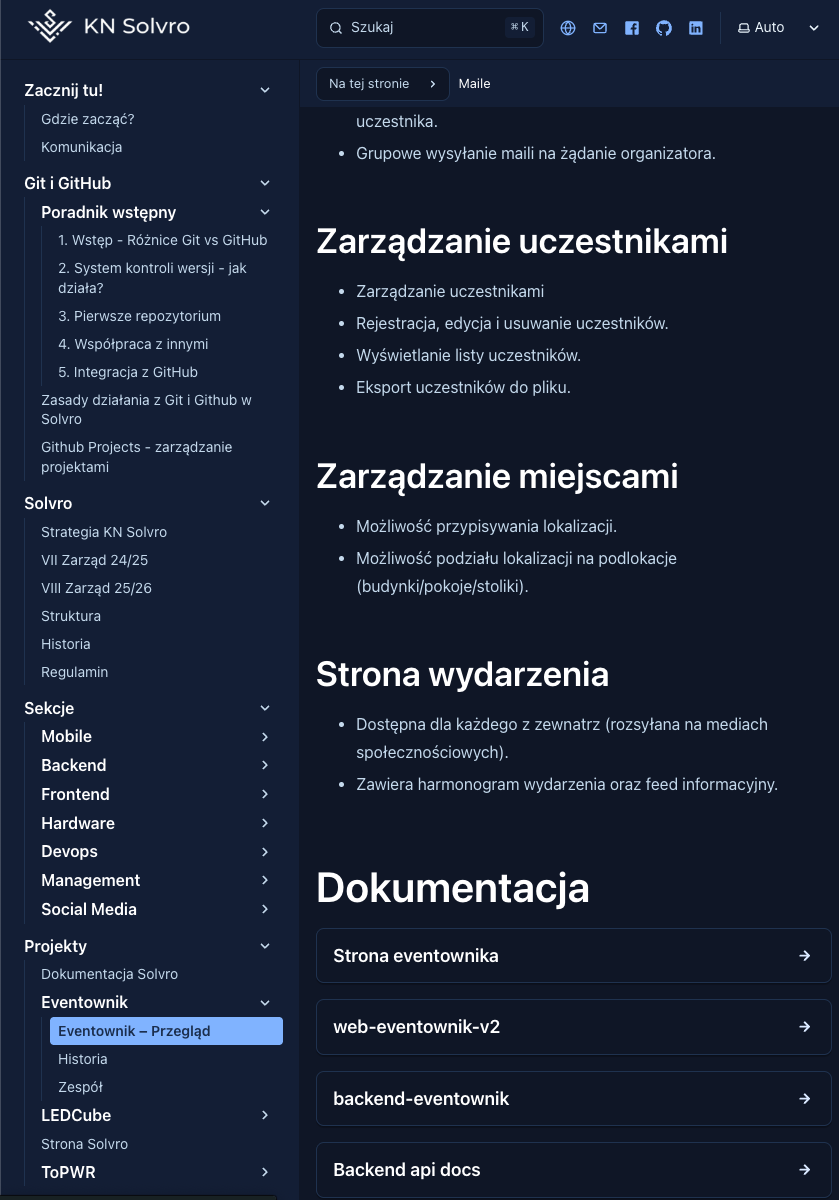 KN Solvro
Szukaj
⌘ K
Auto
Zacznij tu!
Gdzie zacząć?
Komunikacja
Git i GitHub
Poradnik wstępny
1. Wstęp - Różnice Git vs GitHub
2. System kontroli wersji - jak
działa?
3. Pierwsze repozytorium
4. Współpraca z innymi
5. Integracja z GitHub
Zasady działania z Git i Github w
Solvro
Github Projects - zarządzanie
projektami
Solvro
Strategia KN Solvro
VII Zarząd 24/25
VIII Zarząd 25/26
Struktura
Historia
Regulamin
Sekcje
Mobile
Backend
Frontend
Hardware
Devops
Management
Social Media
Projekty
Dokumentacja Solvro
Eventownik
Eventownik – Przegląd
Historia
Zespół
LEDCube
Strona Solvro
ToPWR
Na tej stronie
Maile
uczestnika.
• Grupowe wysyłanie maili na żądanie organizatora.
Zarządzanie uczestnikami
• Zarządzanie uczestnikami
• Rejestracja, edycja i usuwanie uczestników.
• Wyświetlanie listy uczestników.
• Eksport uczestników do pliku.
Zarządzanie miejscami
• Możliwość przypisywania lokalizacji.
• Możliwość podziału lokalizacji na podlokacje
(budynki/pokoje/stoliki).
Strona wydarzenia
• Dostępna dla każdego z zewnatrz (rozsyłana na mediach
społecznościowych).
• Zawiera harmonogram wydarzenia oraz feed informacyjny.
Dokumentacja
Strona eventownika
web-eventownik-v2
backend-eventownik
Backend api docs